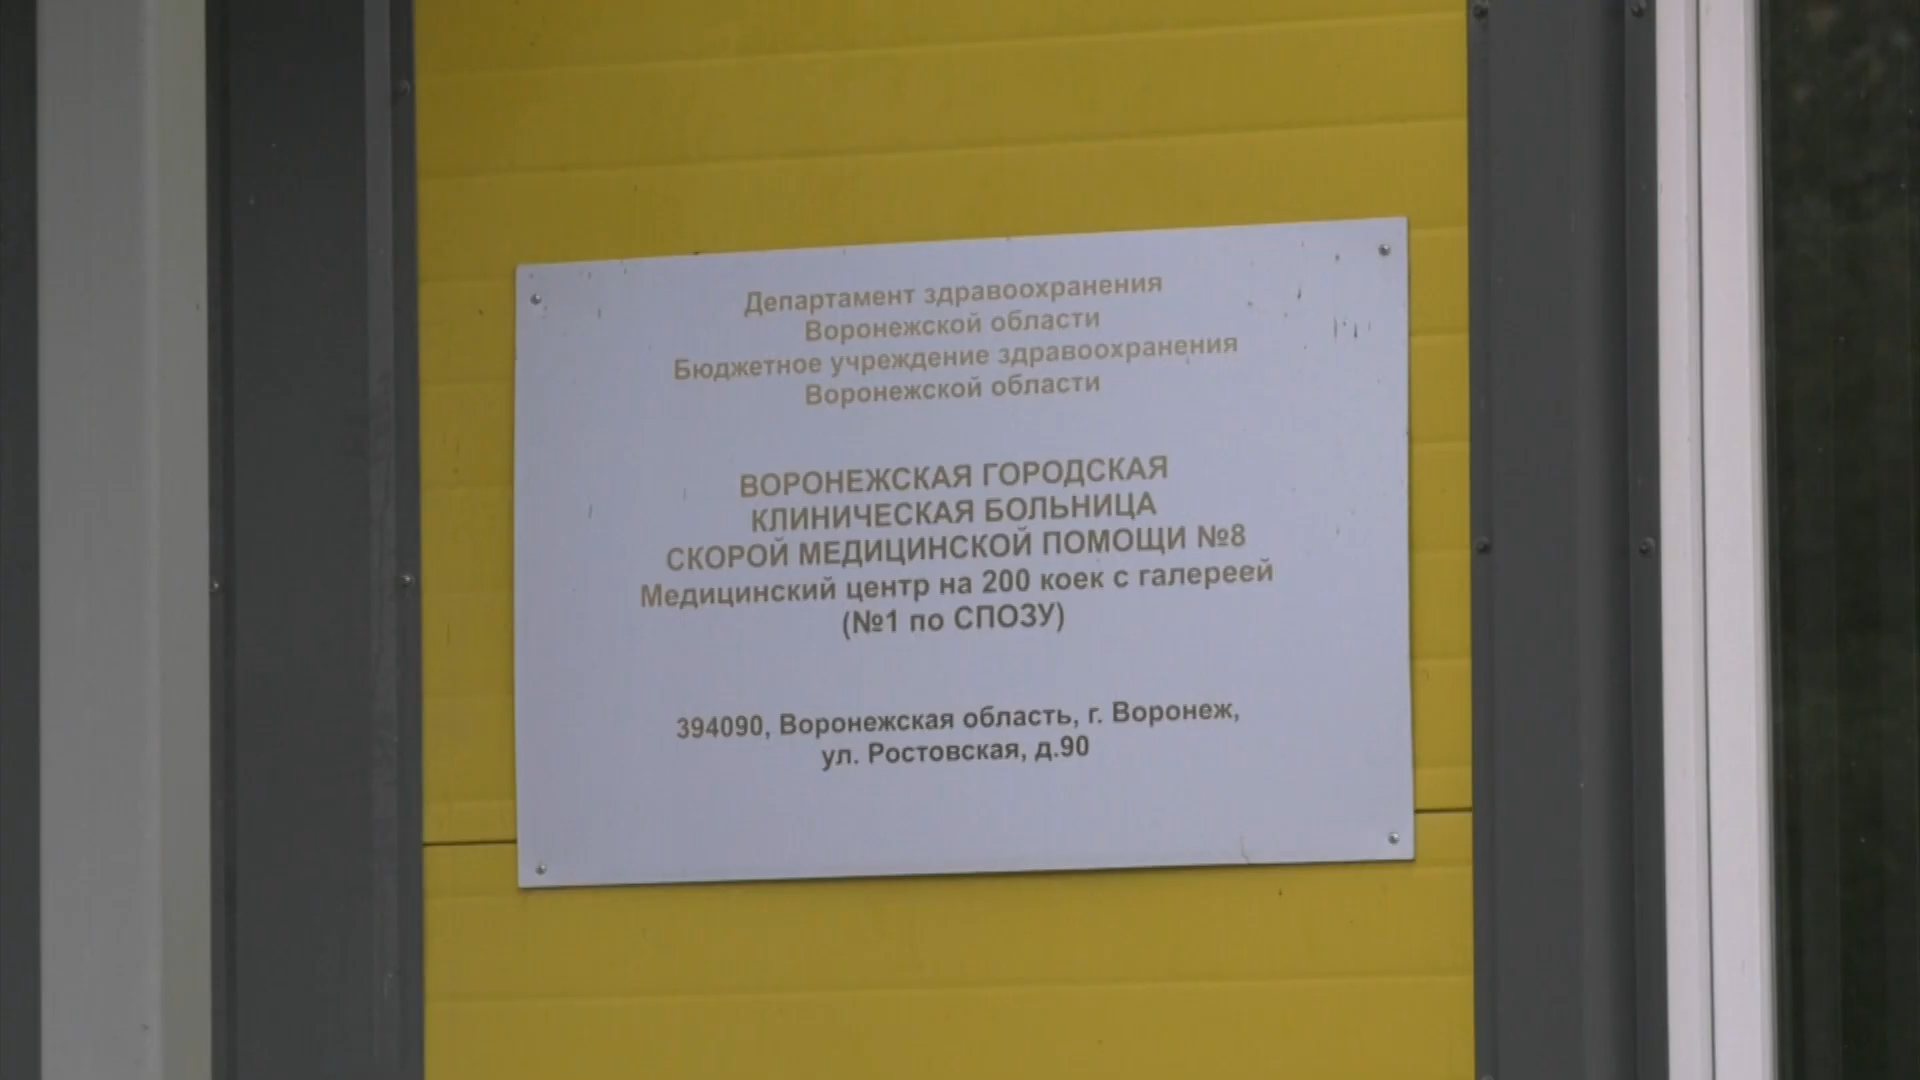 Департамент здравоохранения
Воронежской области
Бюджетное учреждение здравоохранения
Воронежской области
ВОРОНЕЖСКАЯ ГОРОДСКАЯ
КЛИНИЧЕСКАЯ БОЛЬНИЦА
СКОРОЙ МЕДИЦИНСКОЙ ПОМОЩИ №8
Медицинский центр на 200 коек с галереей
(№1 по СПОЗУ)
394090, Воронежская область, г. Воронеж,
ул. Ростовская, д.90